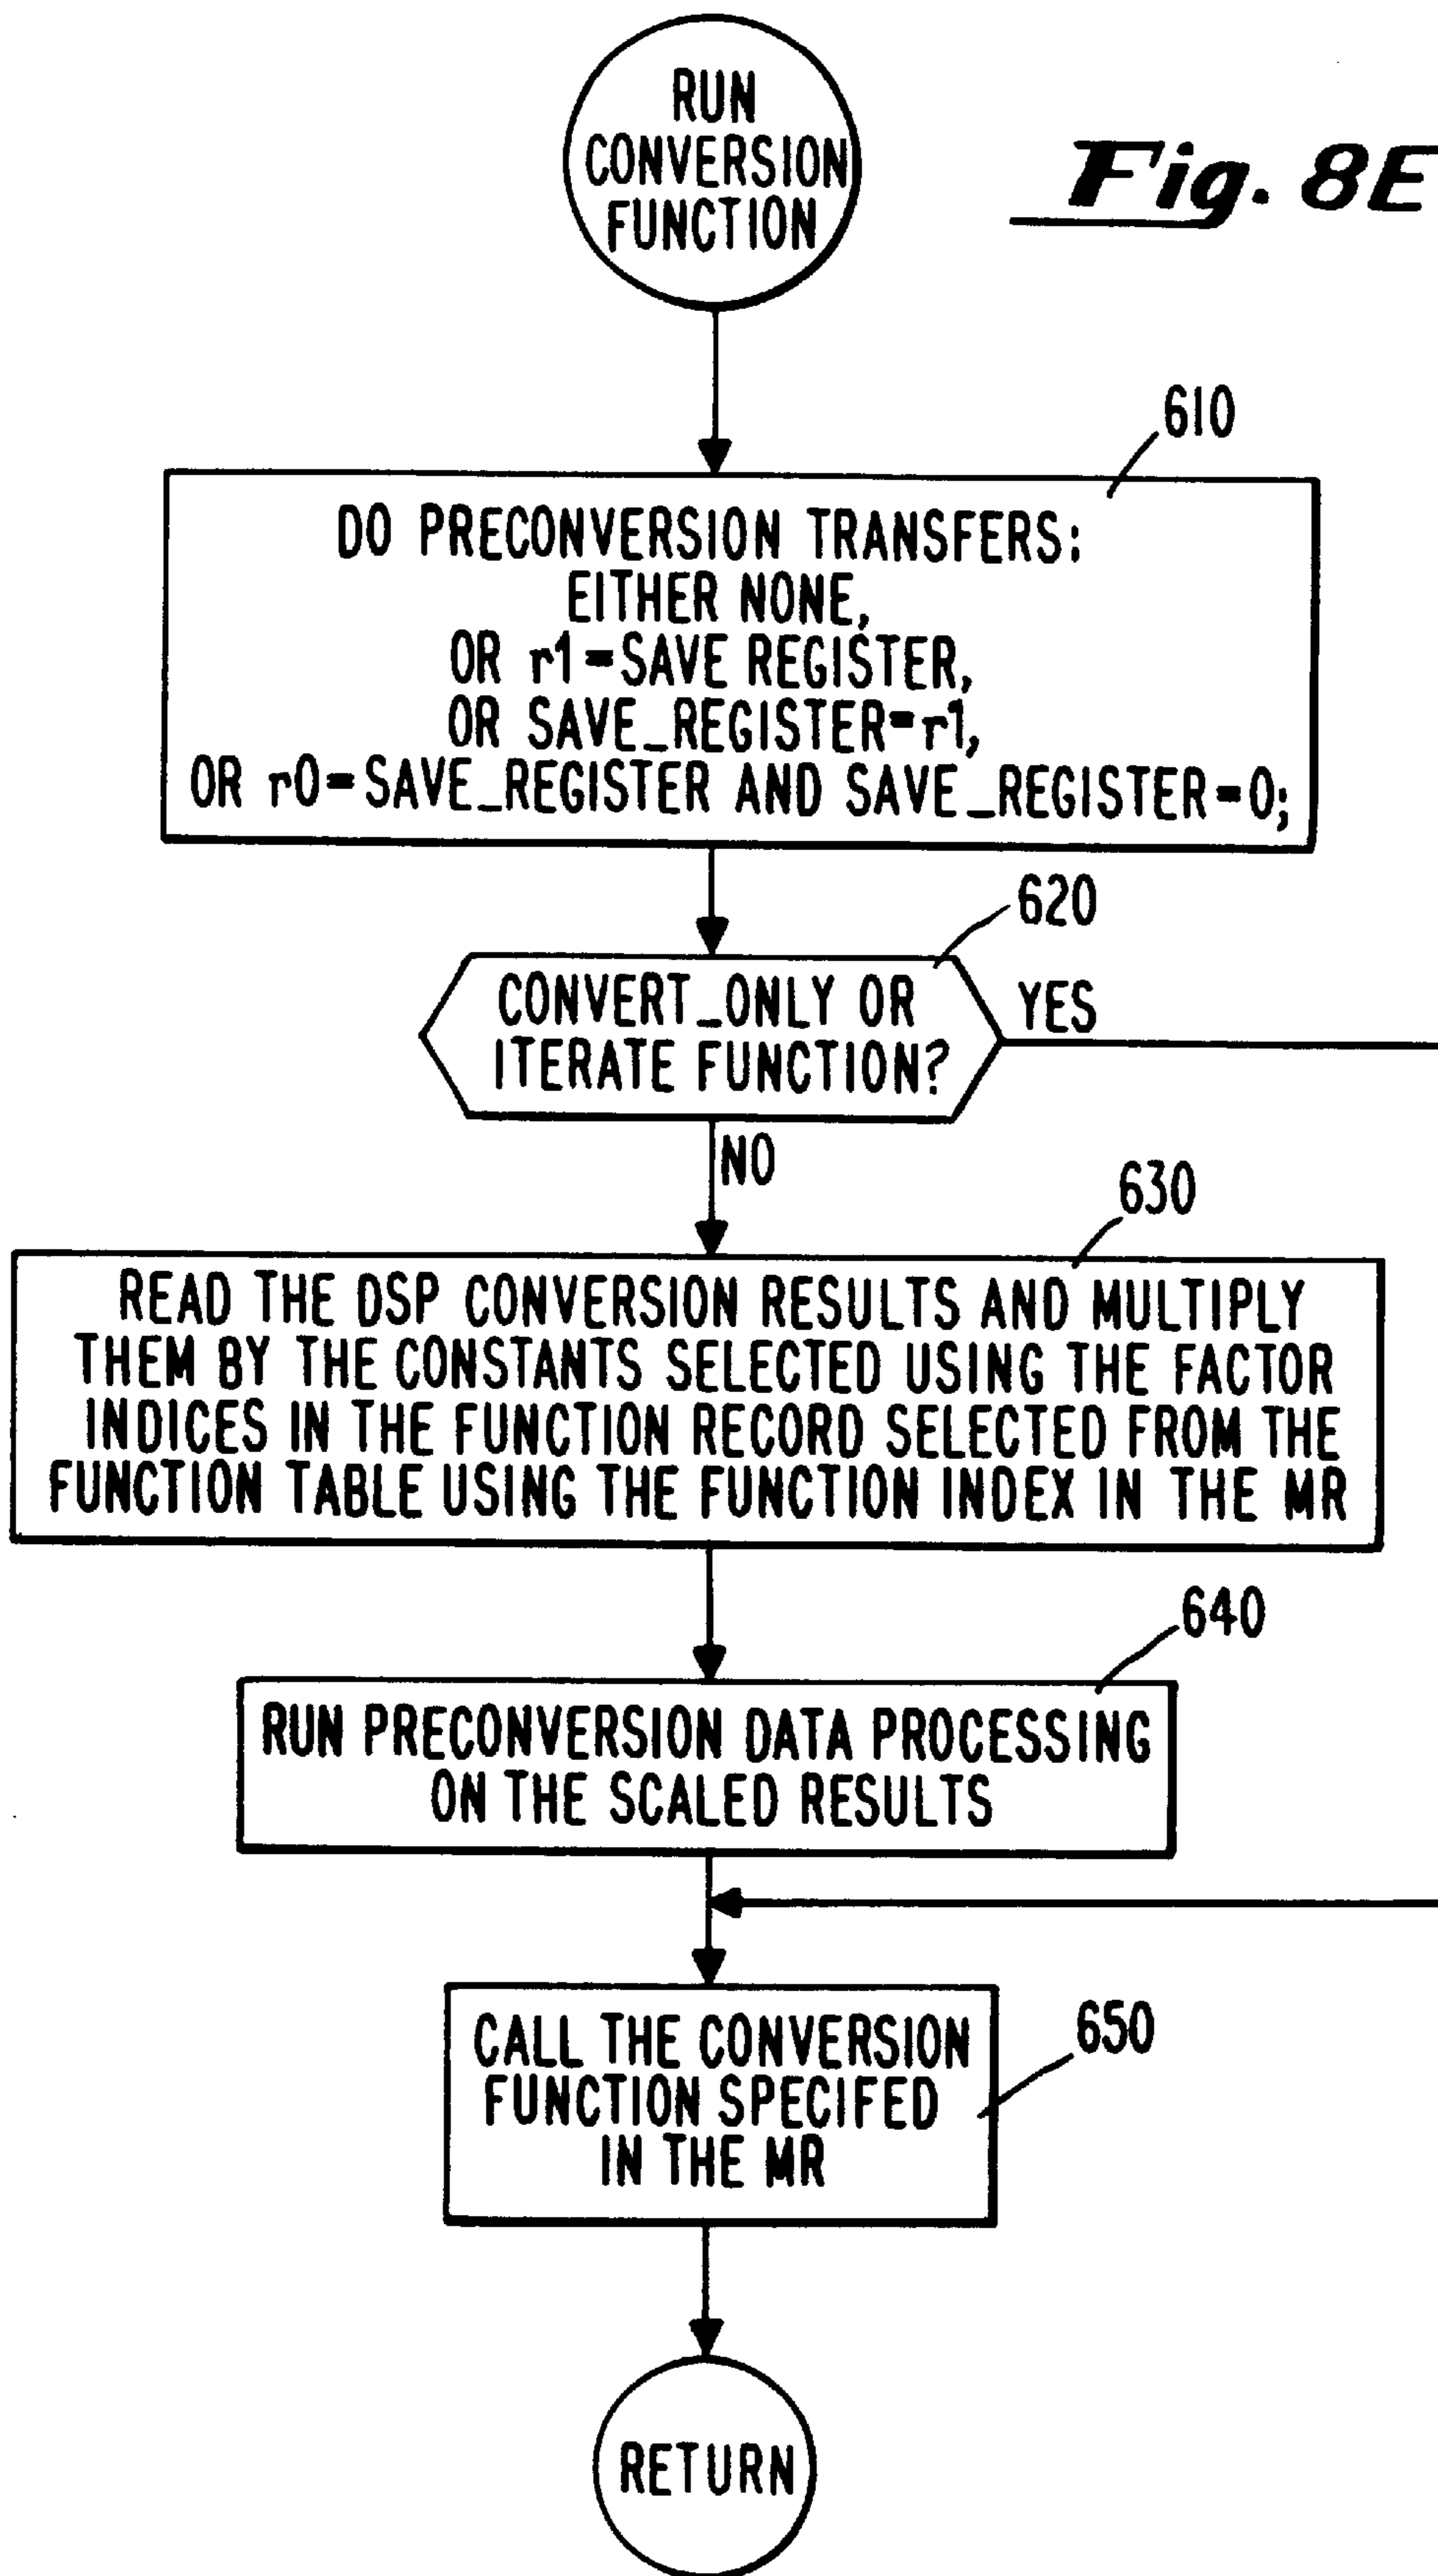 RUN
CONVERSION
FUNCTION
Fig. 8E
610
DO PRECONVERSION TRANSFERS:
EITHER NONE,
OR r1=SAVE REGISTER,
OR SAVE_REGISTER=r1,
OR r0=SAVE_REGISTER AND SAVE_REGISTER=0;
620
CONVERT_ONLY OR
ITERATE FUNCTION?
YES
NO
630
READ THE DSP CONVERSION RESULTS AND MULTIPLY
THEM BY THE CONSTANTS SELECTED USING THE FACTOR
INDICES IN THE FUNCTION RECORD SELECTED FROM THE
FUNCTION TABLE USING THE FUNCTION INDEX IN THE MR
640
RUN PRECONVERSION DATA PROCESSING
ON THE SCALED RESULTS
650
CALL THE CONVERSION
FUNCTION SPECIFED
IN THE MR
RETURN